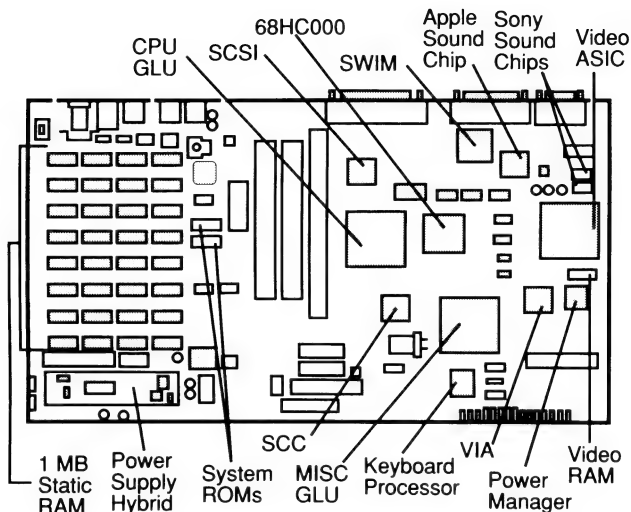 CPU
GLU
SCSI
68HC000
SWIM
Apple
Sound
Chip
Sony
Sound
Chips
Video
ASIC
1 MB
Static
RAM
Power
Supply
Hybrid
System
ROMs
SCC
MISC
GLU
Keyboard
Processor
VIA
Power
Manager
Video
RAM